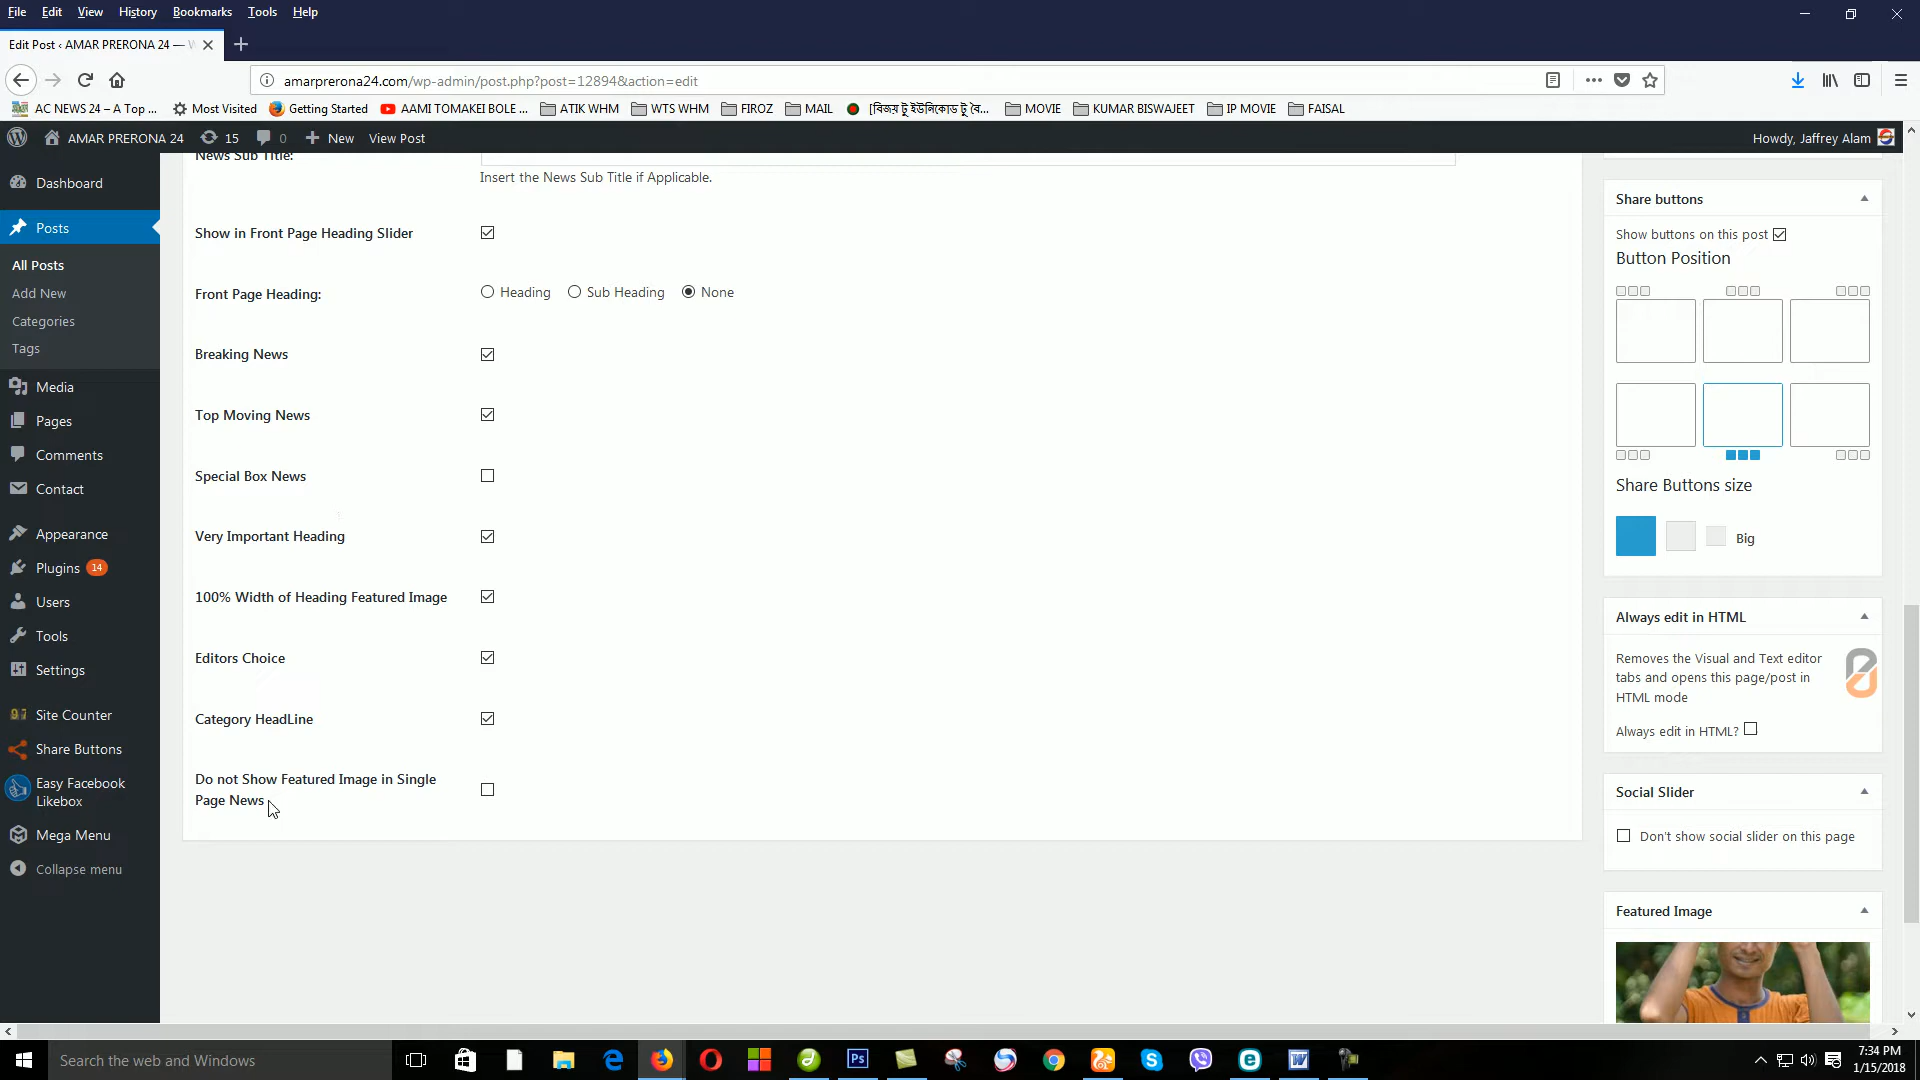 File Edit View History Bookmarks Tools Help
Edit Post ‹ AMAR PRERONA 24 —
amarprerona24.com/wp-admin/post.php?post=12894&action=edit
AC NEWS 24 – A Top ... Most Visited Getting Started AAMI TOMAKEI BOLE ... ATIK WHM WTS WHM FIROZ MAIL [বিজয় টু ইউনিকোড টু বৈ... MOVIE KUMAR BISWAJEET IP MOVIE FAISAL
AMAR PRERONA 24 15 0 New View Post Howdy, Jaffrey Alam
Dashboard
Posts
All Posts
Add New
Categories
Tags
Media
Pages
Comments
Contact
Appearance
Plugins 14
Users
Tools
Settings
Site Counter
Share Buttons
Easy Facebook
Likebox
Mega Menu
Collapse menu
News Sub Title:
Insert the News Sub Title if Applicable.
Show in Front Page Heading Slider
Front Page Heading: Heading Sub Heading None
Breaking News
Top Moving News
Special Box News
Very Important Heading
100% Width of Heading Featured Image
Editors Choice
Category HeadLine
Do not Show Featured Image in Single
Page News
Share buttons
Show buttons on this post
Button Position
Share Buttons size
Big
Always edit in HTML
Removes the Visual and Text editor
tabs and opens this page/post in
HTML mode
Always edit in HTML?
Social Slider
Don't show social slider on this page
Featured Image
Search the web and Windows
Ps
7:34 PM
1/15/2018